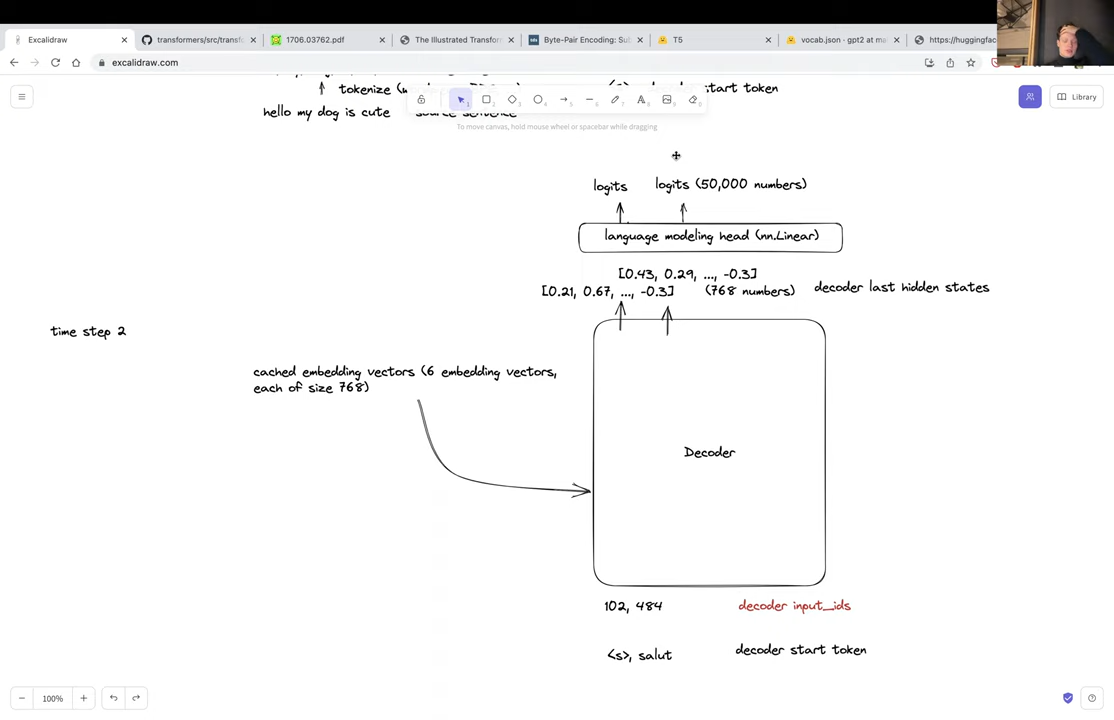 Excalidraw
transformers/src/transfo
1706.03762.pdf
The Illustrated Transfor
Byte-Pair Encoding: Sub
T5
vocab.json · gpt2 at ma
https://huggingfac
excalidraw.com
tokenize
start token
hello my dog is cute
source sentence
To move canvas, hold mouse wheel or spacebar while dragging
Library
logits
logits (50,000 numbers)
language modeling head (nn.Linear)
[0.43, 0.29, ..., -0.3]
[0.21, 0.67, ..., -0.3]
(768 numbers)
decoder last hidden states
time step 2
cached embedding vectors (6 embedding vectors,
each of size 768)
Decoder
102, 484
decoder input_ids
<s>, salut
decoder start token
100%